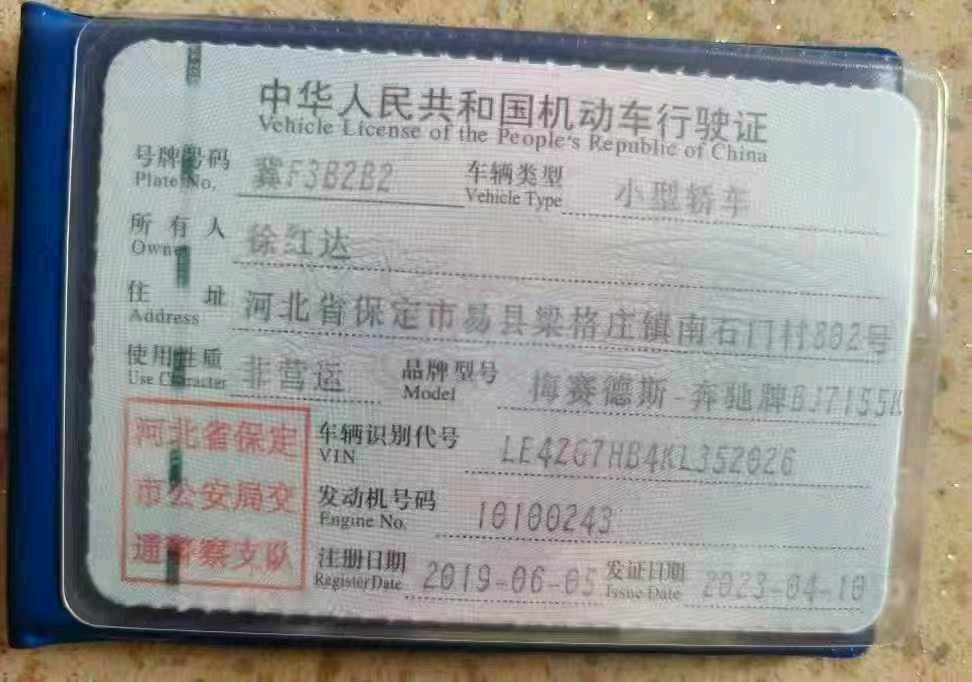 中华人民共和国机动车行驶证
Vehicle License of the People's Republic of China
号牌号码 冀F3B2B2 车辆类型 小型轿车
Plate No. Vehicle Type
所有人 徐红达
Owner
住址 河北省保定市易县梁格庄镇南石门村802号
Address
使用性质 非营运 品牌型号 梅赛德斯-奔驰牌BJ7155K
Use Character Model
河北省保定
市公安局交
通警察支队
车辆识别代号 LE4ZG7HB4KL352026
VIN
发动机号码 10100243
Engine No.
注册日期 2019-06-05 发证日期 2023-04-10
Register Date Issue Date